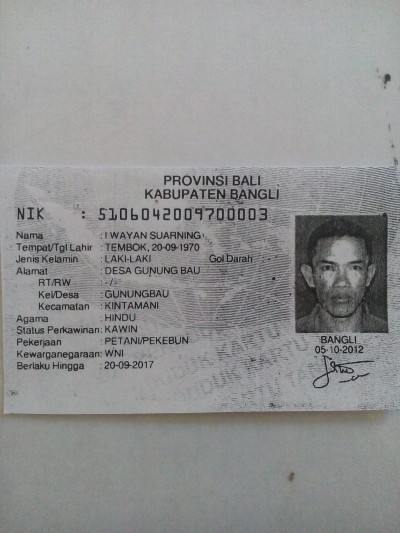 PROVINSI BALI
KABUPATEN BANGLI
NIK : 5106042009700003
Nama : I WAYAN SUARNING
Tempat/Tgl Lahir : TEMBOK, 20-09-1970
Jenis Kelamin : LAKI-LAKI Gol Darah : -
Alamat : DESA GUNUNG BAU
RT/RW : -/-
Kel/Desa : GUNUNGBAU
Kecamatan : KINTAMANI
Agama : HINDU
Status Perkawinan: KAWIN
Pekerjaan : PETANI/PEKEBUN
Kewarganegaraan: WNI
Berlaku Hingga : 20-09-2017
BANGLI
05-10-2012